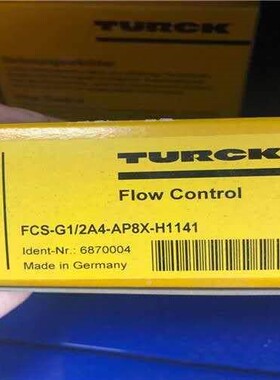 TURCK
TURCK
Flow Control
FCS-G1/2A4-AP8X-H1141
Ident-Nr.: 6870004
Made in Germany